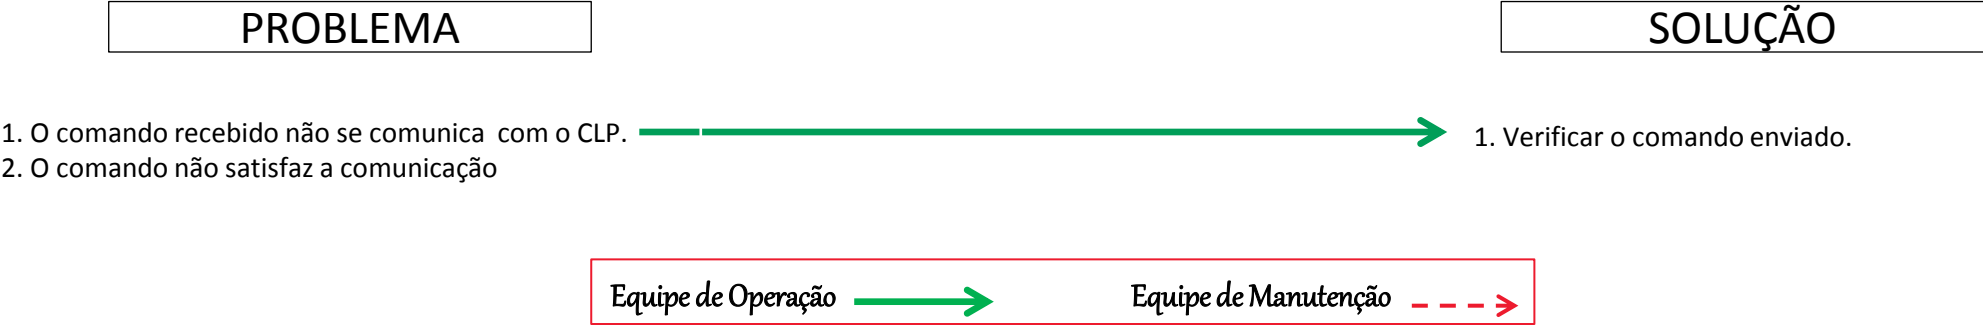 PROBLEMA
SOLUÇÃO
1. O comando recebido não se comunica com o CLP.
1. Verificar o comando enviado.
2. O comando não satisfaz a comunicação
Equipe de Operação
Equipe de Manutenção